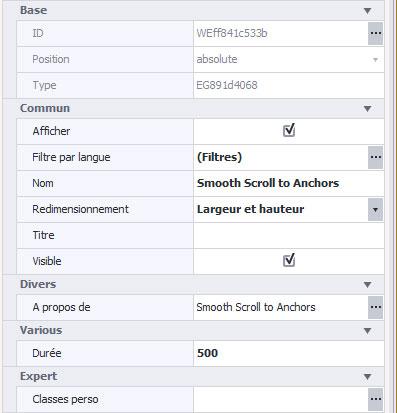 Base
ID WEff841c533b ...
Position absolute
Type EG891d4068
Commun
Afficher
Filtre par langue (Filtres) ...
Nom Smooth Scroll to Anchors
Redimensionnement Largeur et hauteur
Titre
Visible
Divers
A propos de Smooth Scroll to Anchors ...
Various
Durée 500
Expert
Classes perso ...